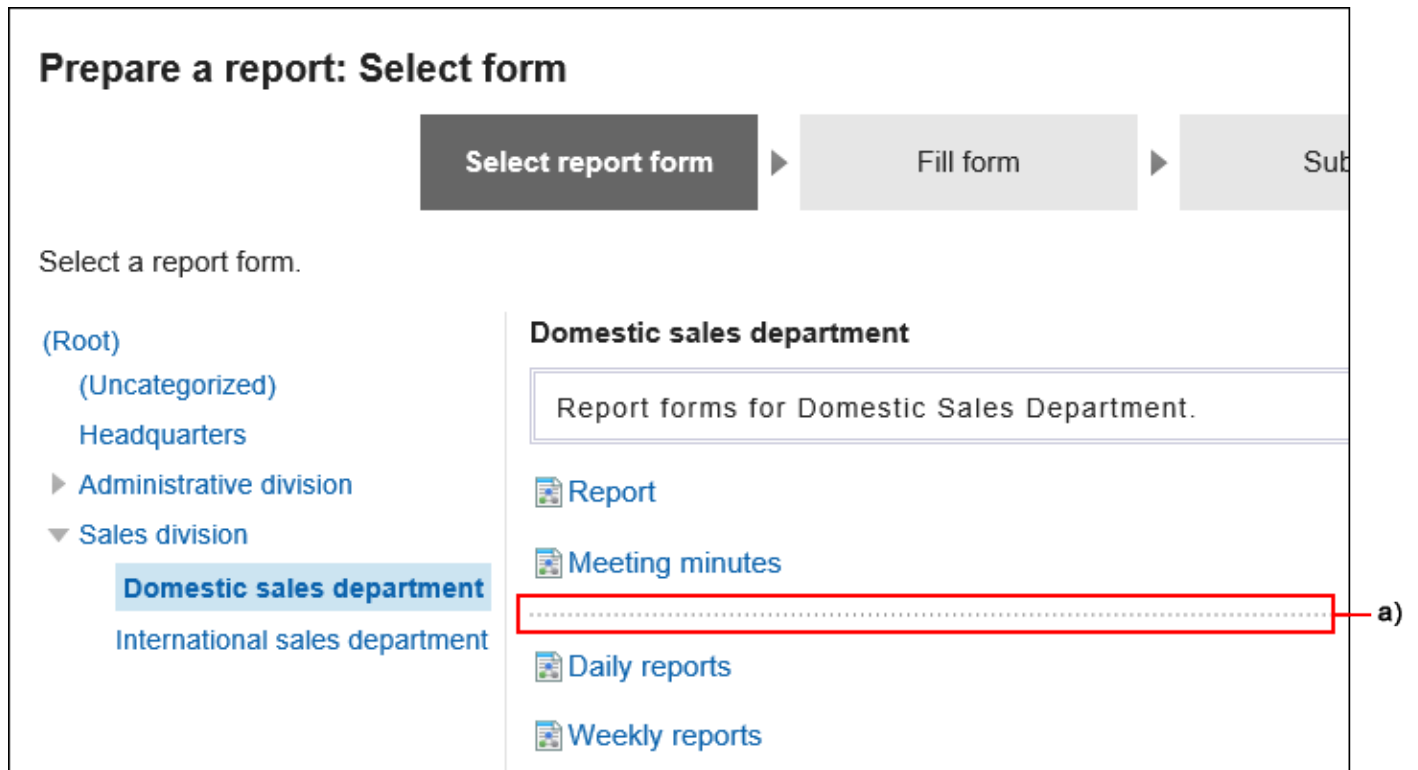 Prepare a report: Select form
Select report form
Fill form
Sub
Select a report form.
(Root)
(Uncategorized)
Headquarters
Administrative division
Sales division
Domestic sales department
International sales department
Domestic sales department
Report forms for Domestic Sales Department.
Report
Meeting minutes
a)
Daily reports
Weekly reports